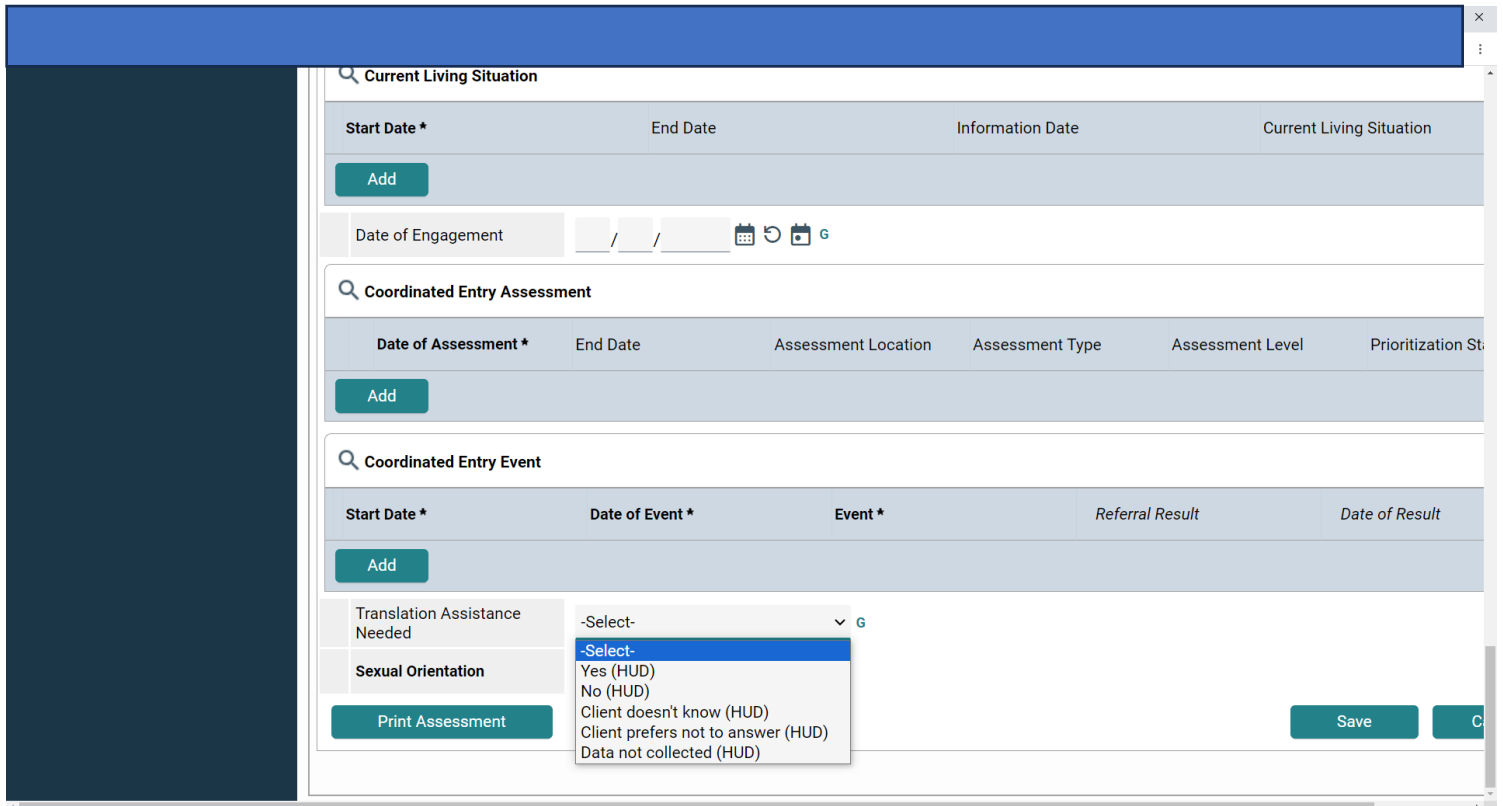 Current Living Situation
Start Date * End Date Information Date Current Living Situation
Add
Date of Engagement / / G
Coordinated Entry Assessment
Date of Assessment * End Date Assessment Location Assessment Type Assessment Level Prioritization
Add
Coordinated Entry Event
Start Date * Date of Event * Event * Referral Result Date of Result
Add
Translation Assistance
Needed
-Select- G
-Select-
Yes (HUD)
No (HUD)
Client doesn't know (HUD)
Client prefers not to answer (HUD)
Data not collected (HUD)
Sexual Orientation
Print Assessment Save